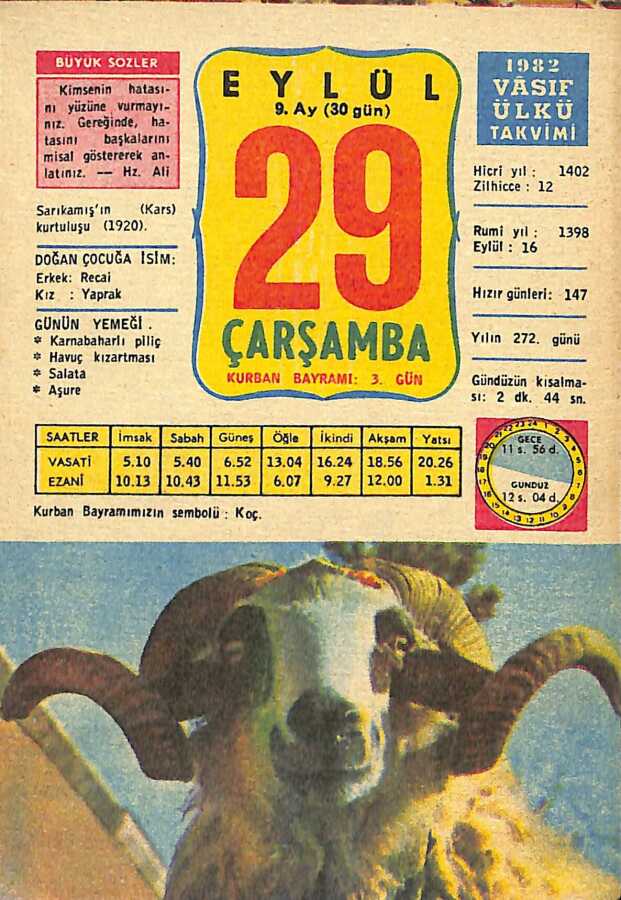 BÜYÜK SÖZLER
Kimsenin hatası-
nı yüzüne vurmayı-
nız. Gereğinde, ha-
tasını başkalarını
misal göstererek an-
latınız. — Hz. Ali
Sarıkamış'ın (Kars)
kurtuluşu (1920).
DOĞAN ÇOCUĞA İSİM:
Erkek: Recai
Kız : Yaprak
GÜNÜN YEMEĞİ .
Karnabaharlı piliç
Havuç kızartması
Salata
Aşure
EYLÜL
9. Ay (30 gün)
29
ÇARŞAMBA
KURBAN BAYRAMI: 3. GÜN
1982
VÂSIF
ÜLKÜ
TAKVİMİ
Hicri yıl : 1402
Zilhicce : 12
Rumi yıl : 1398
Eylül : 16
Hızır günleri: 147
Yılın 272. günü
Gündüzün kısalma-
sı: 2 dk. 44 sn.
SAATLER İmsak Sabah Güneş Öğle İkindi Akşam Yatsı
VASATİ 5.10 5.40 6.52 13.04 16.24 18.56 20.26
EZANİ 10.13 10.43 11.53 6.07 9.27 12.00 1.31
GECE
11 s. 56 d.
GÜNDÜZ
12 s. 04 d.
Kurban Bayramımızın sembolü : Koç.